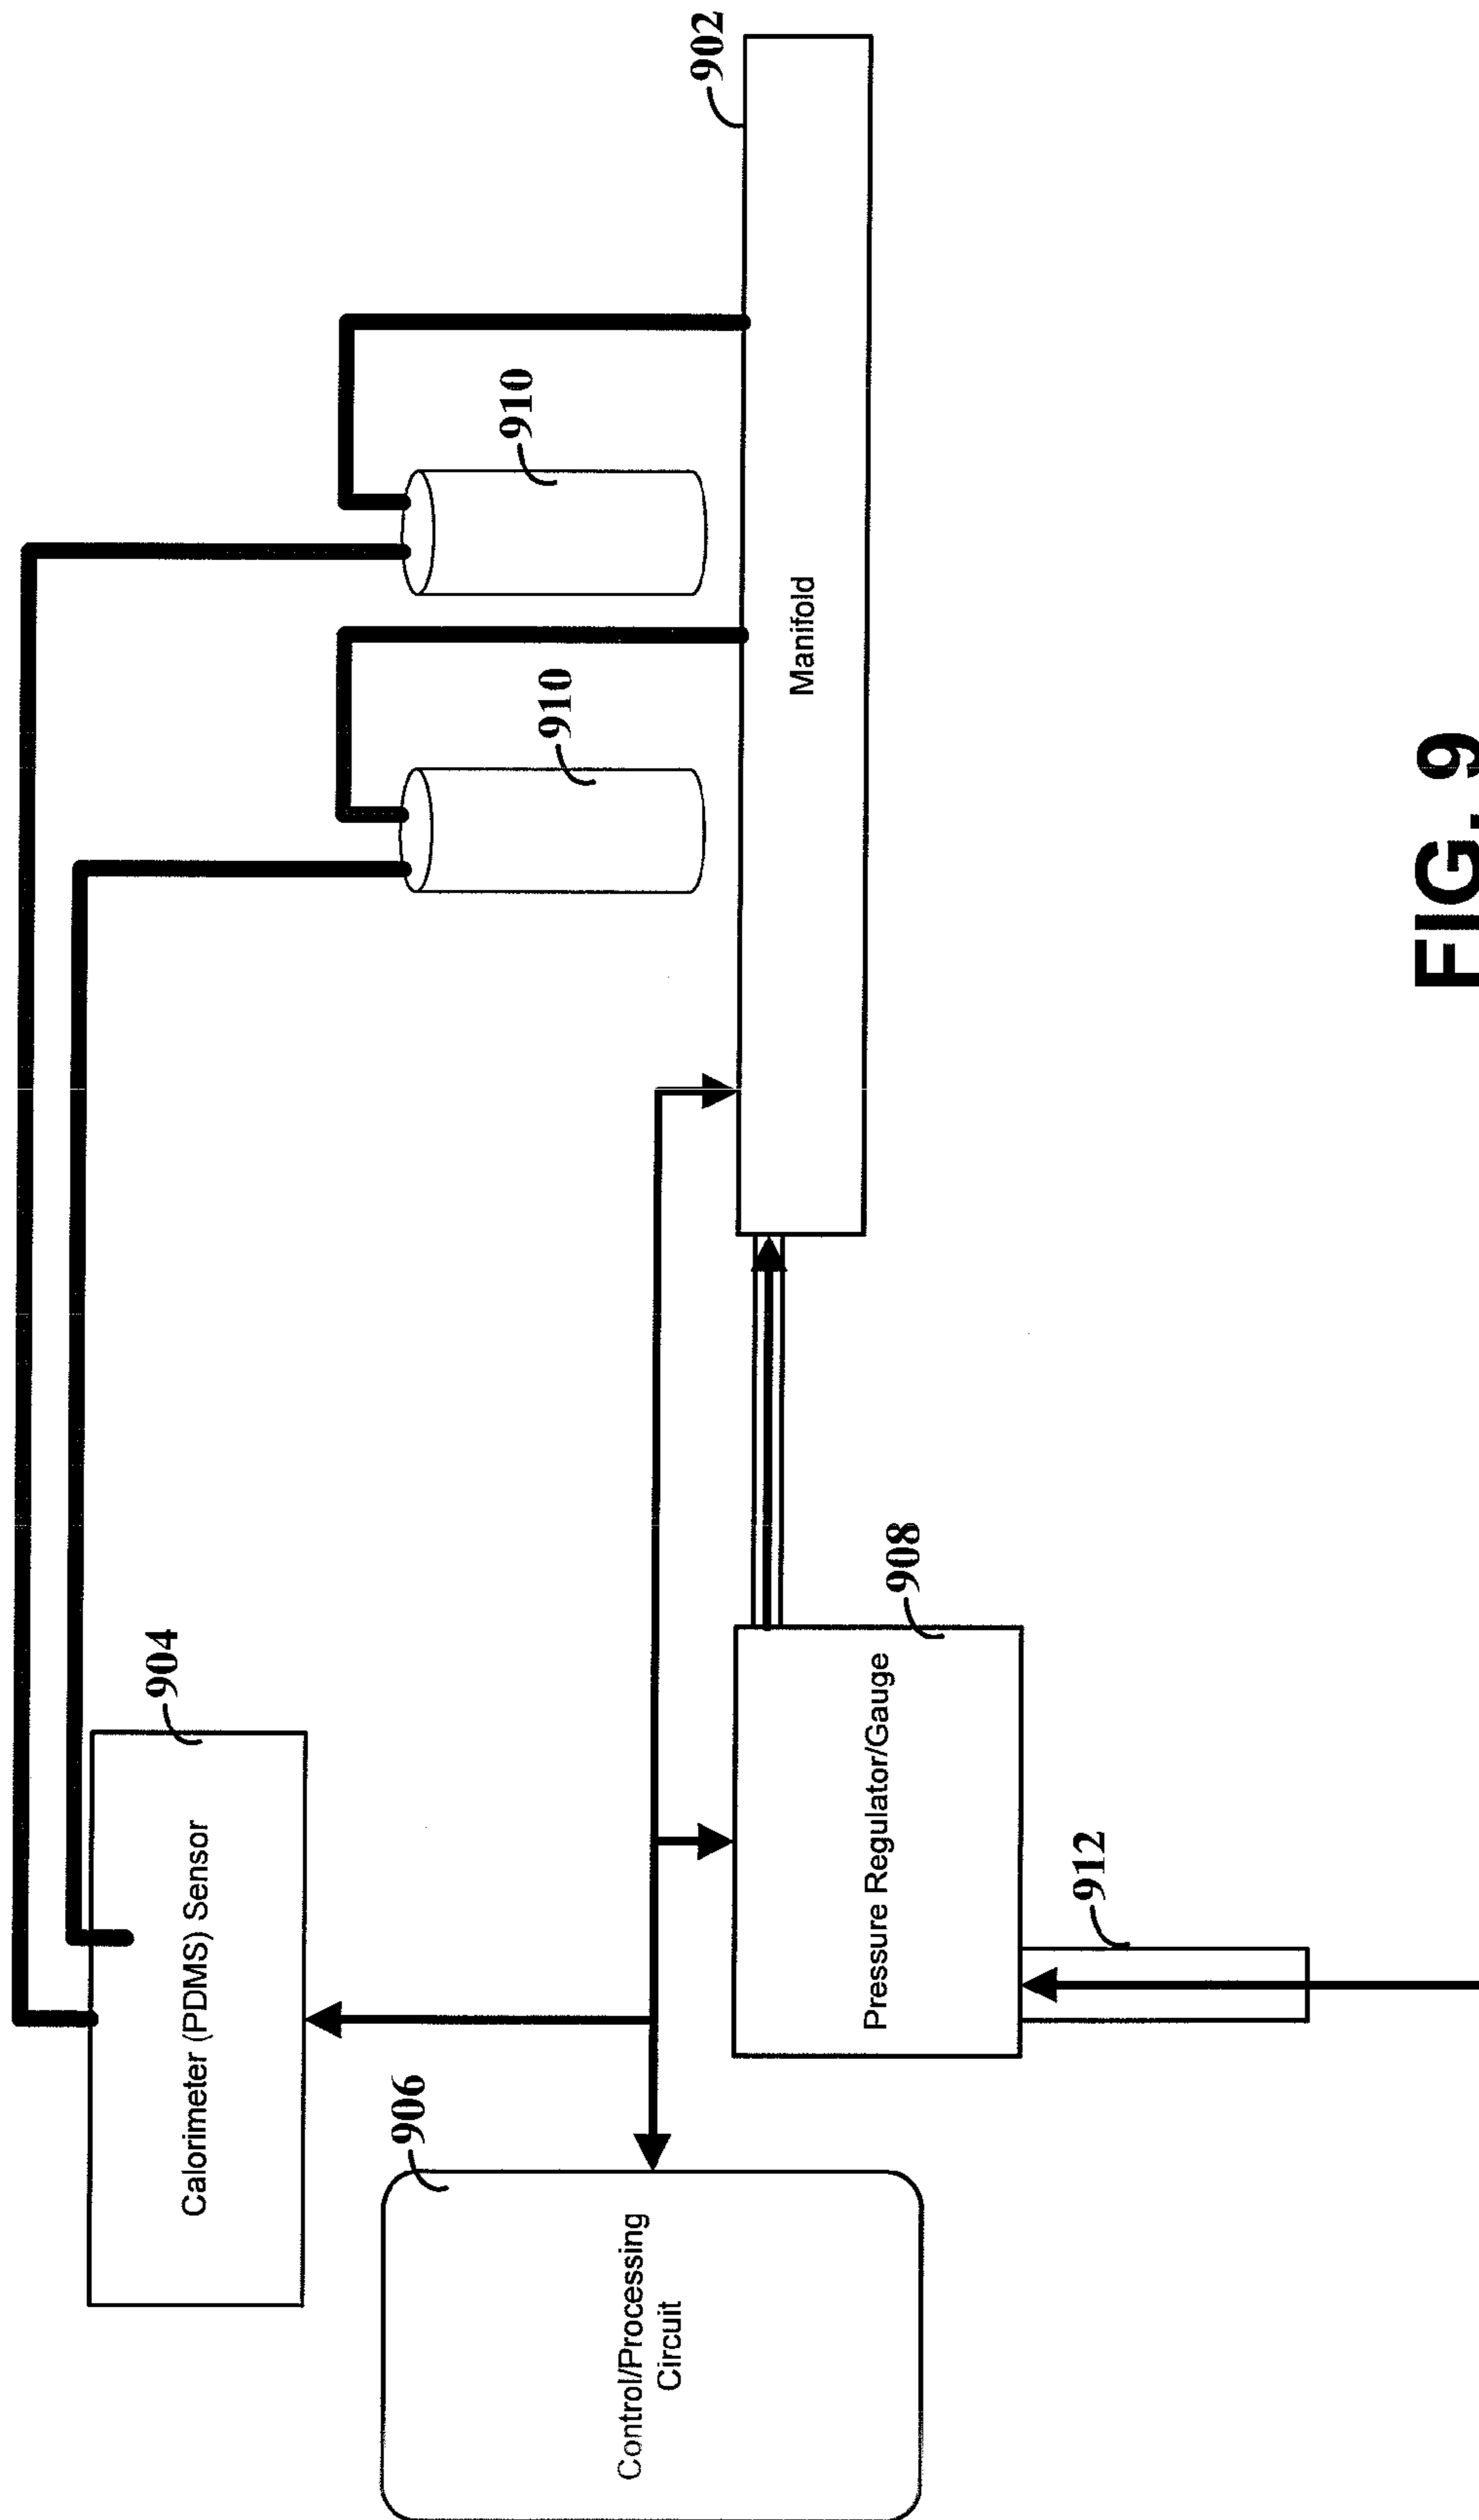 904
Calorimeter (PDMS) Sensor
906
Control/Processing
Circuit
910
910
902
Manifold
908
Pressure Regulator/Gauge
912
FIG. 9